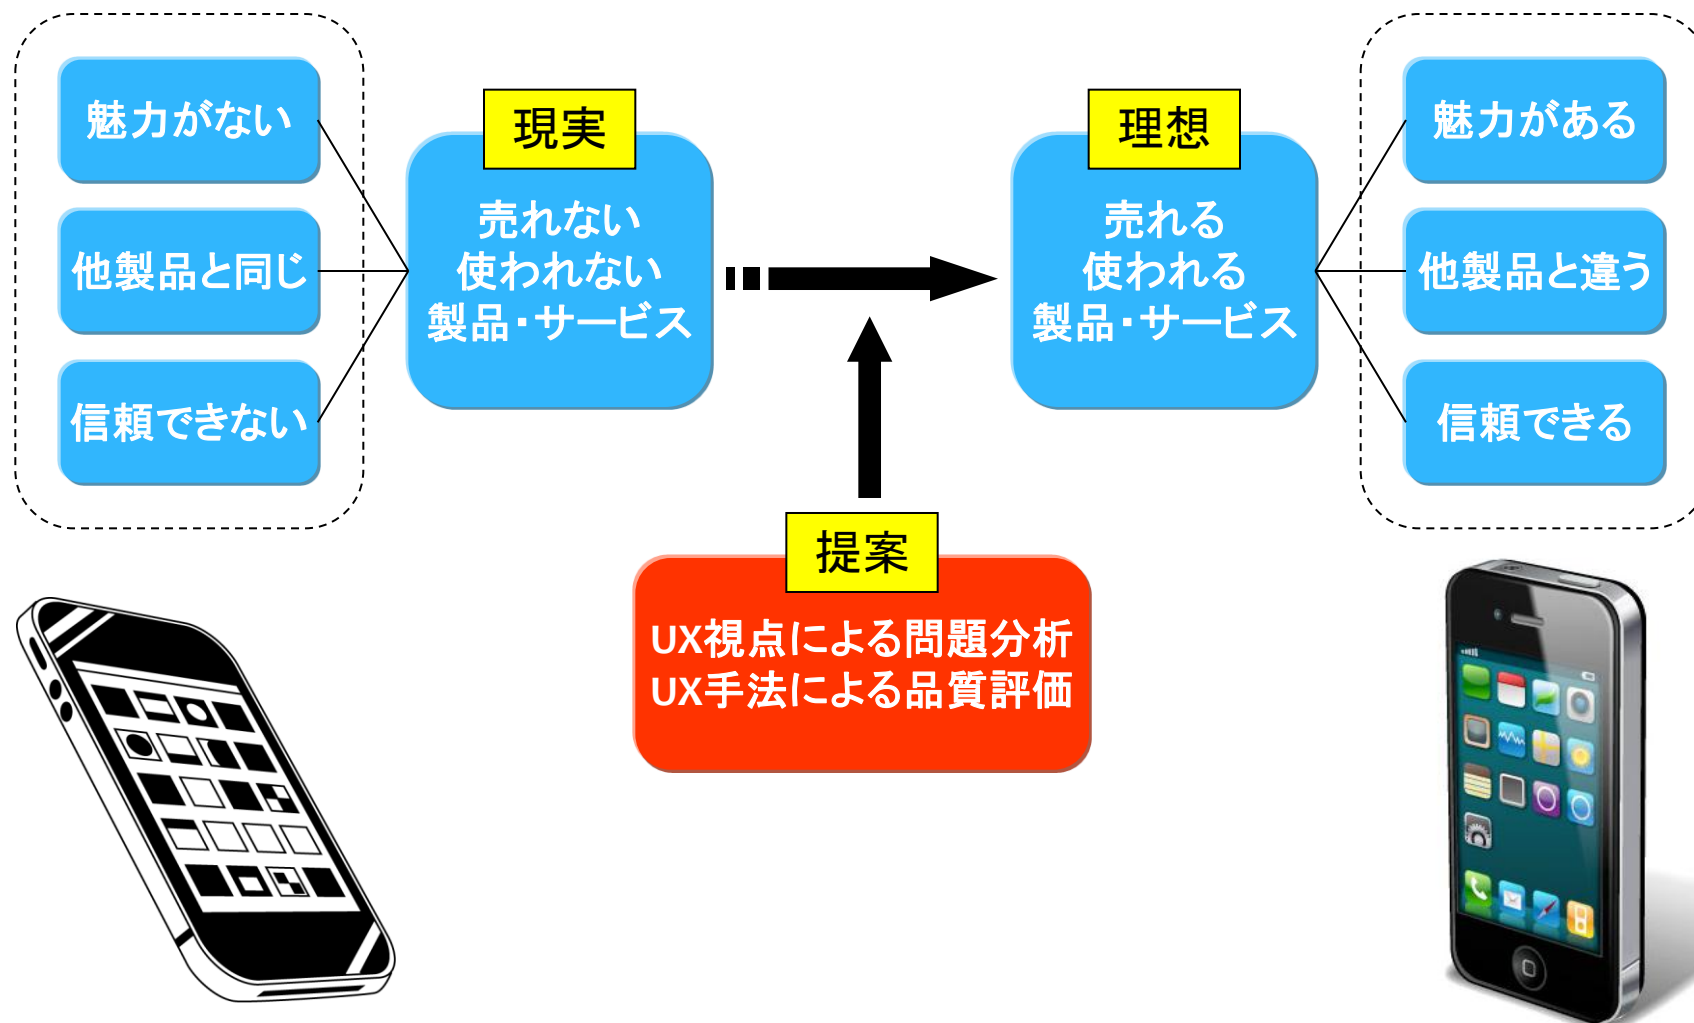 魅力がない
他製品と同じ
信頼できない
現実
売れない
使われない
製品・サービス
理想
売れる
使われる
製品・サービス
魅力がある
他製品と違う
信頼できる
提案
UX視点による問題分析
UX手法による品質評価